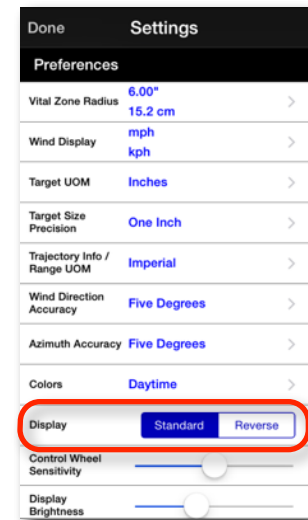 Done Settings
Preferences
Vital Zone Radius 6.00"
15.2 cm
Wind Display mph
kph
Target UOM Inches
Target Size
Precision One Inch
Trajectory Info /
Range UOM Imperial
Wind Direction
Accuracy Five Degrees
Azimuth Accuracy Five Degrees
Colors Daytime
Display Standard Reverse
Control Wheel
Sensitivity
Display
Brightness